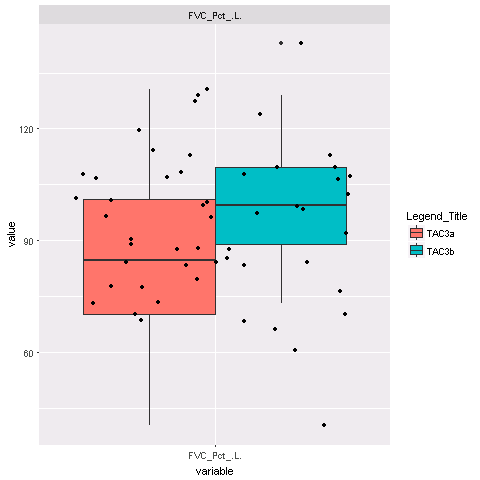 FVC_Pct_.L.
120
90
60
value
FVC_Pct_.L.
variable
Legend_Title
TAC3a
TAC3b